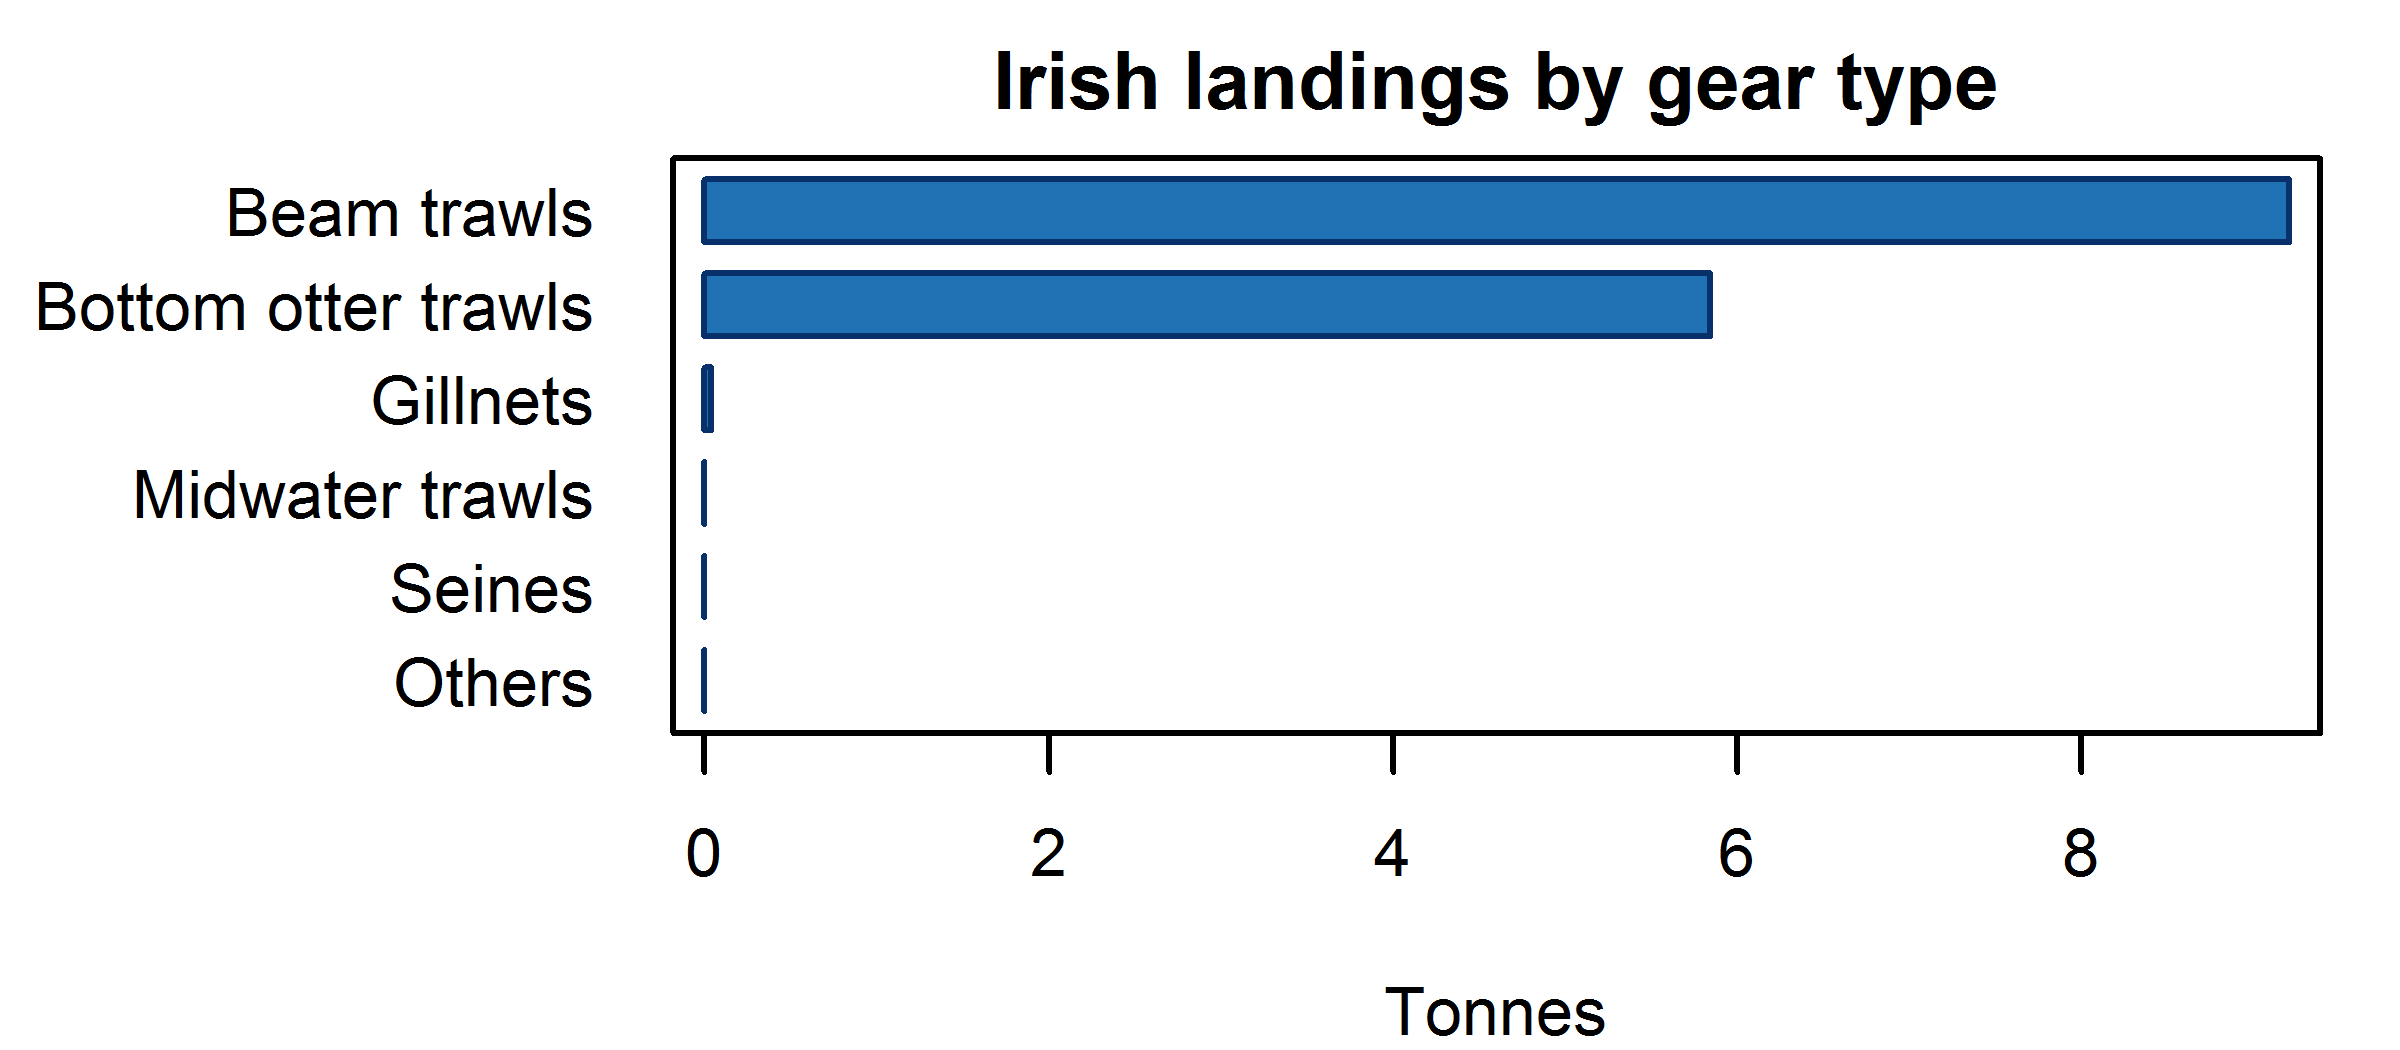 Irish landings by gear type
Beam trawls
Bottom otter trawls
Gillnets
Midwater trawls
Seines
Others
0 2 4 6 8
Tonnes